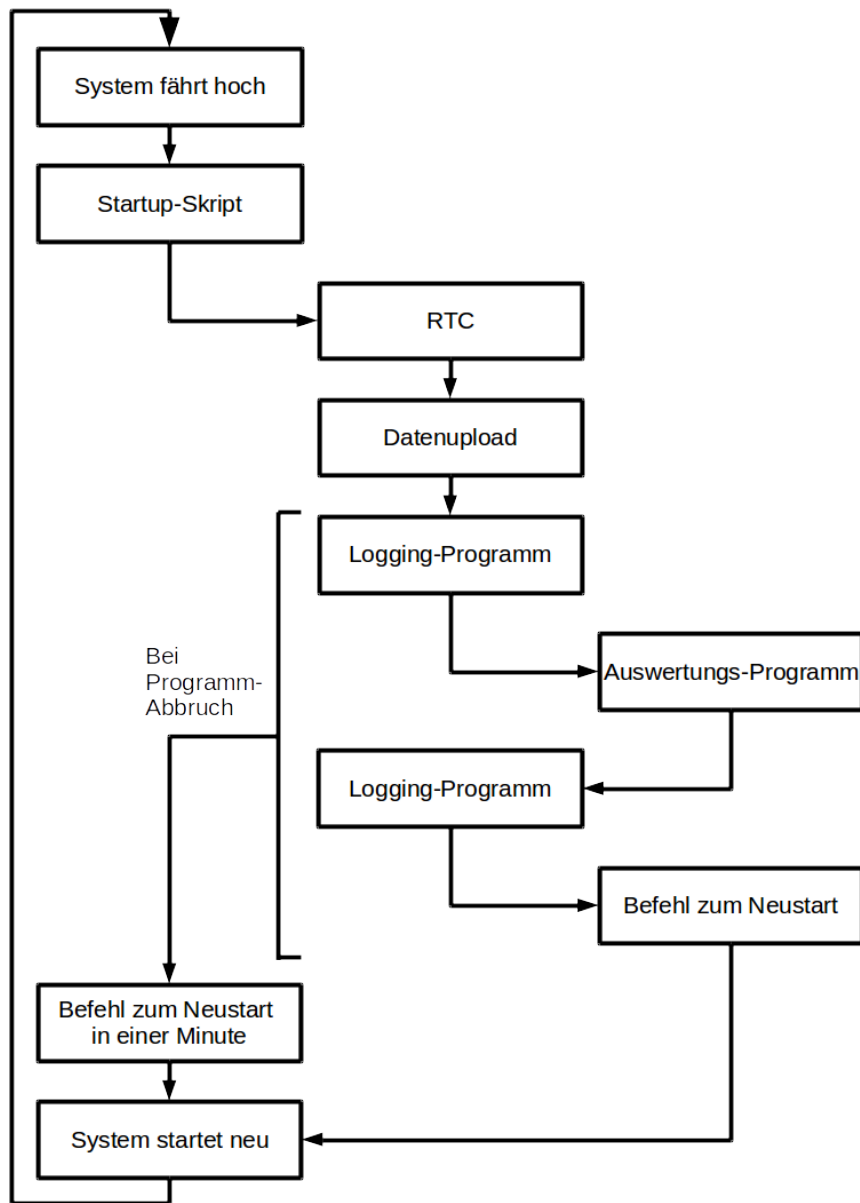 System fährt hoch
Startup-Skript
RTC
Datenupload
Logging-Programm
Bei
Programm-
Abbruch
Auswertungs-Programm
Logging-Programm
Befehl zum Neustart
Befehl zum Neustart
in einer Minute
System startet neu